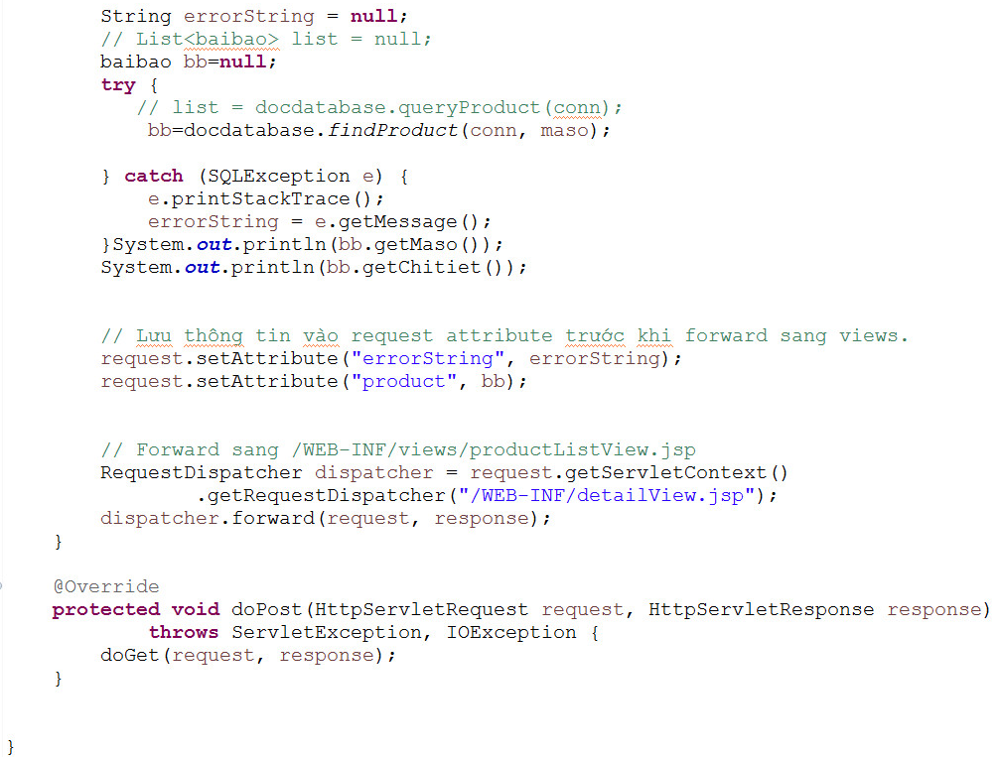 String errorString = null;
// List<baibao> list = null;
baibao bb=null;
try {
// list = docdatabase.queryProduct(conn);
bb=docdatabase.findProduct(conn, maso);
} catch (SQLException e) {
e.printStackTrace();
errorString = e.getMessage();
}System.out.println(bb.getMaso());
System.out.println(bb.getChitiet());
// Lưu thông tin vào request attribute trước khi forward sang views.
request.setAttribute("errorString", errorString);
request.setAttribute("product", bb);
// Forward sang /WEB-INF/views/productListView.jsp
RequestDispatcher dispatcher = request.getServletContext()
.getRequestDispatcher("/WEB-INF/detailView.jsp");
dispatcher.forward(request, response);
}
@Override
protected void doPost(HttpServletRequest request, HttpServletResponse response)
throws ServletException, IOException {
doGet(request, response);
}
}